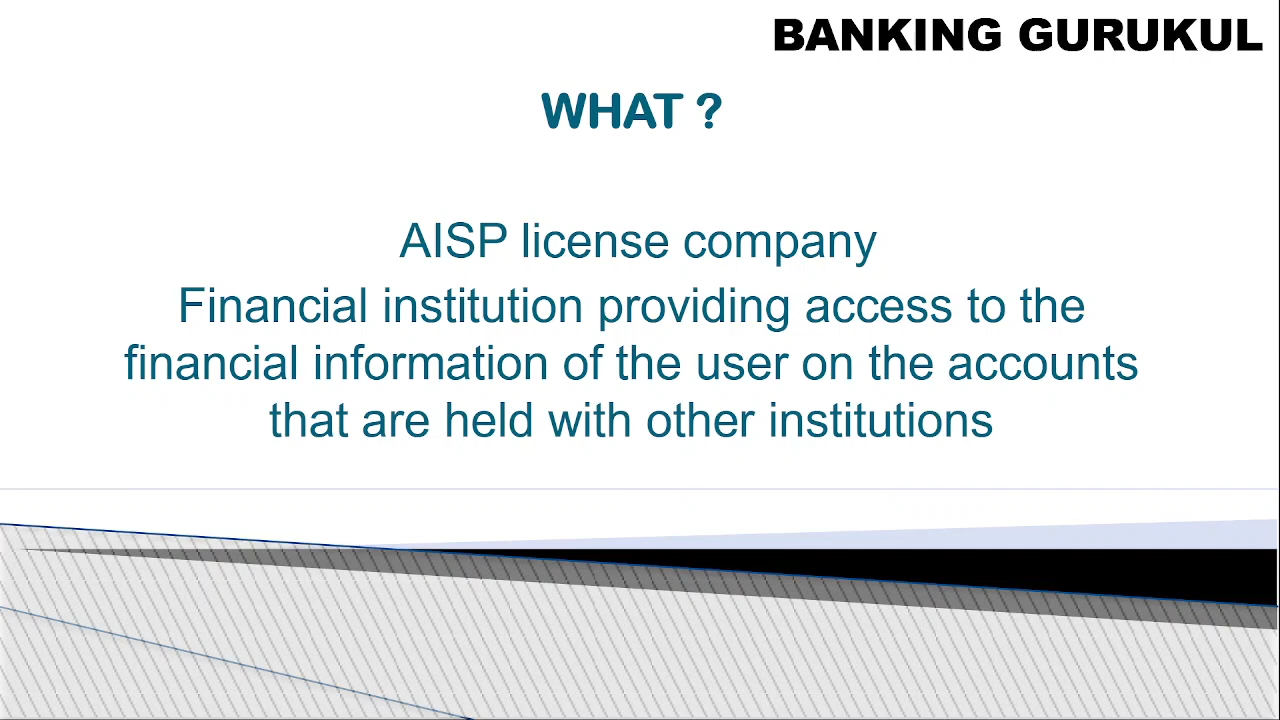 BANKING GURUKUL
WHAT ?
AISP license company
Financial institution providing access to the
financial information of the user on the accounts
that are held with other institutions